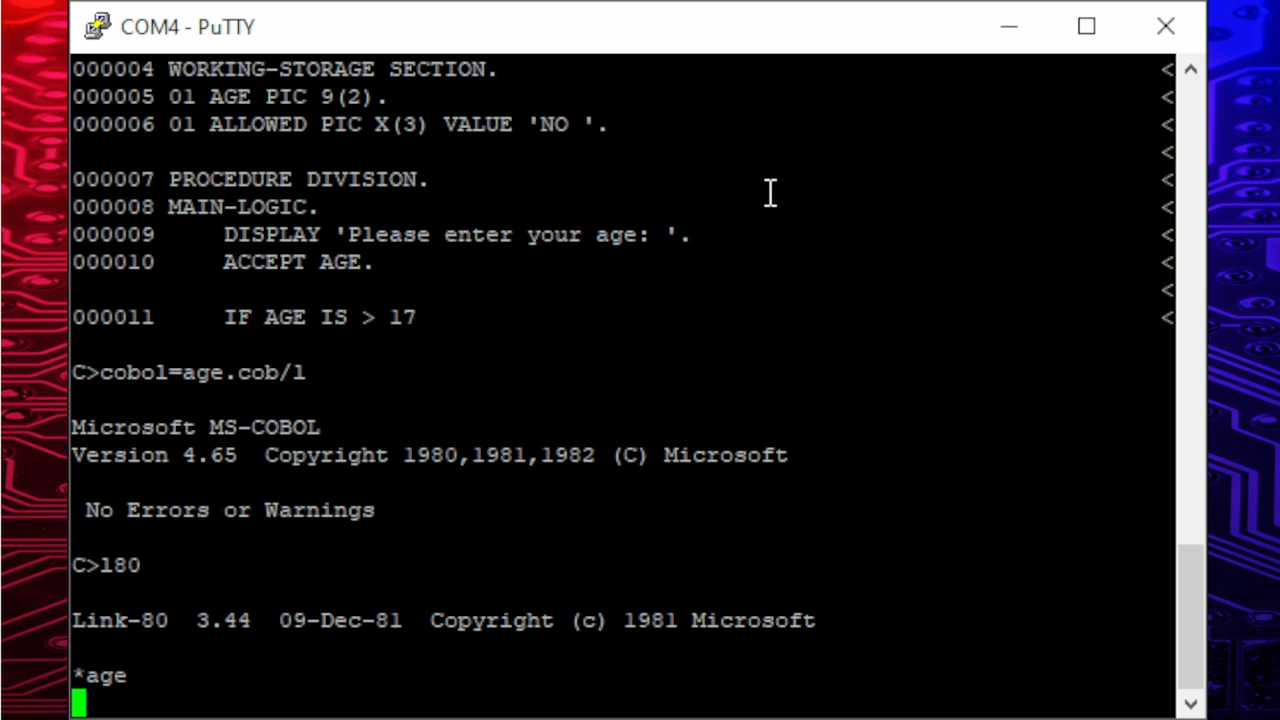 COM4 - PuTTY
000004 WORKING-STORAGE SECTION. <
000005 01 AGE PIC 9(2). <
000006 01 ALLOWED PIC X(3) VALUE 'NO '. <
<
000007 PROCEDURE DIVISION. <
000008 MAIN-LOGIC. <
000009     DISPLAY 'Please enter your age: '. <
000010     ACCEPT AGE. <
<
000011     IF AGE IS > 17 <
C>cobol=age.cob/l
Microsoft MS-COBOL
Version 4.65  Copyright 1980,1981,1982 (C) Microsoft
No Errors or Warnings
C>l80
Link-80  3.44  09-Dec-81  Copyright (c) 1981 Microsoft
*age